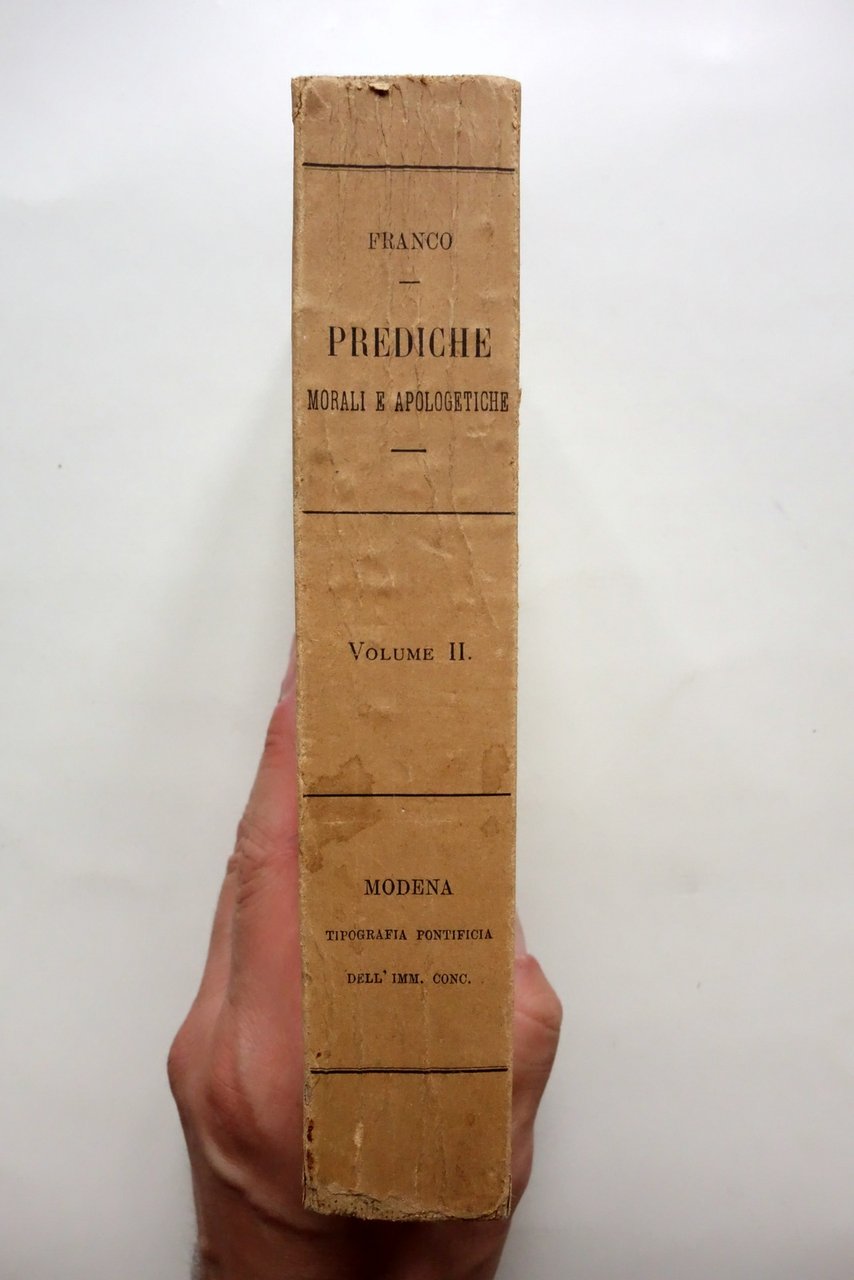 FRANCO
PREDICHE
MORALI E APOLOGETICHE
VOLUME II.
MODENA
TIPOGRAFIA PONTIFICIA
DELL' IMM. CONC.